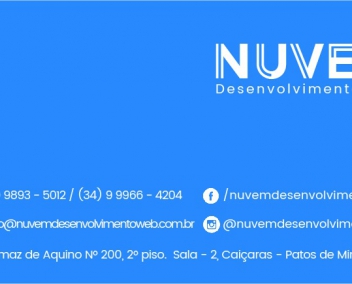 NUVE
Desenvolvimento
9893 - 5012 / (34) 9 9966 - 4204
/nuvemdesenvolvime
o@nuvemdesenvolvimentoweb.com.br
@nuvemdesenvolvime
maz de Aquino Nº 200, 2º piso. Sala - 2, Caiçaras - Patos de Mi